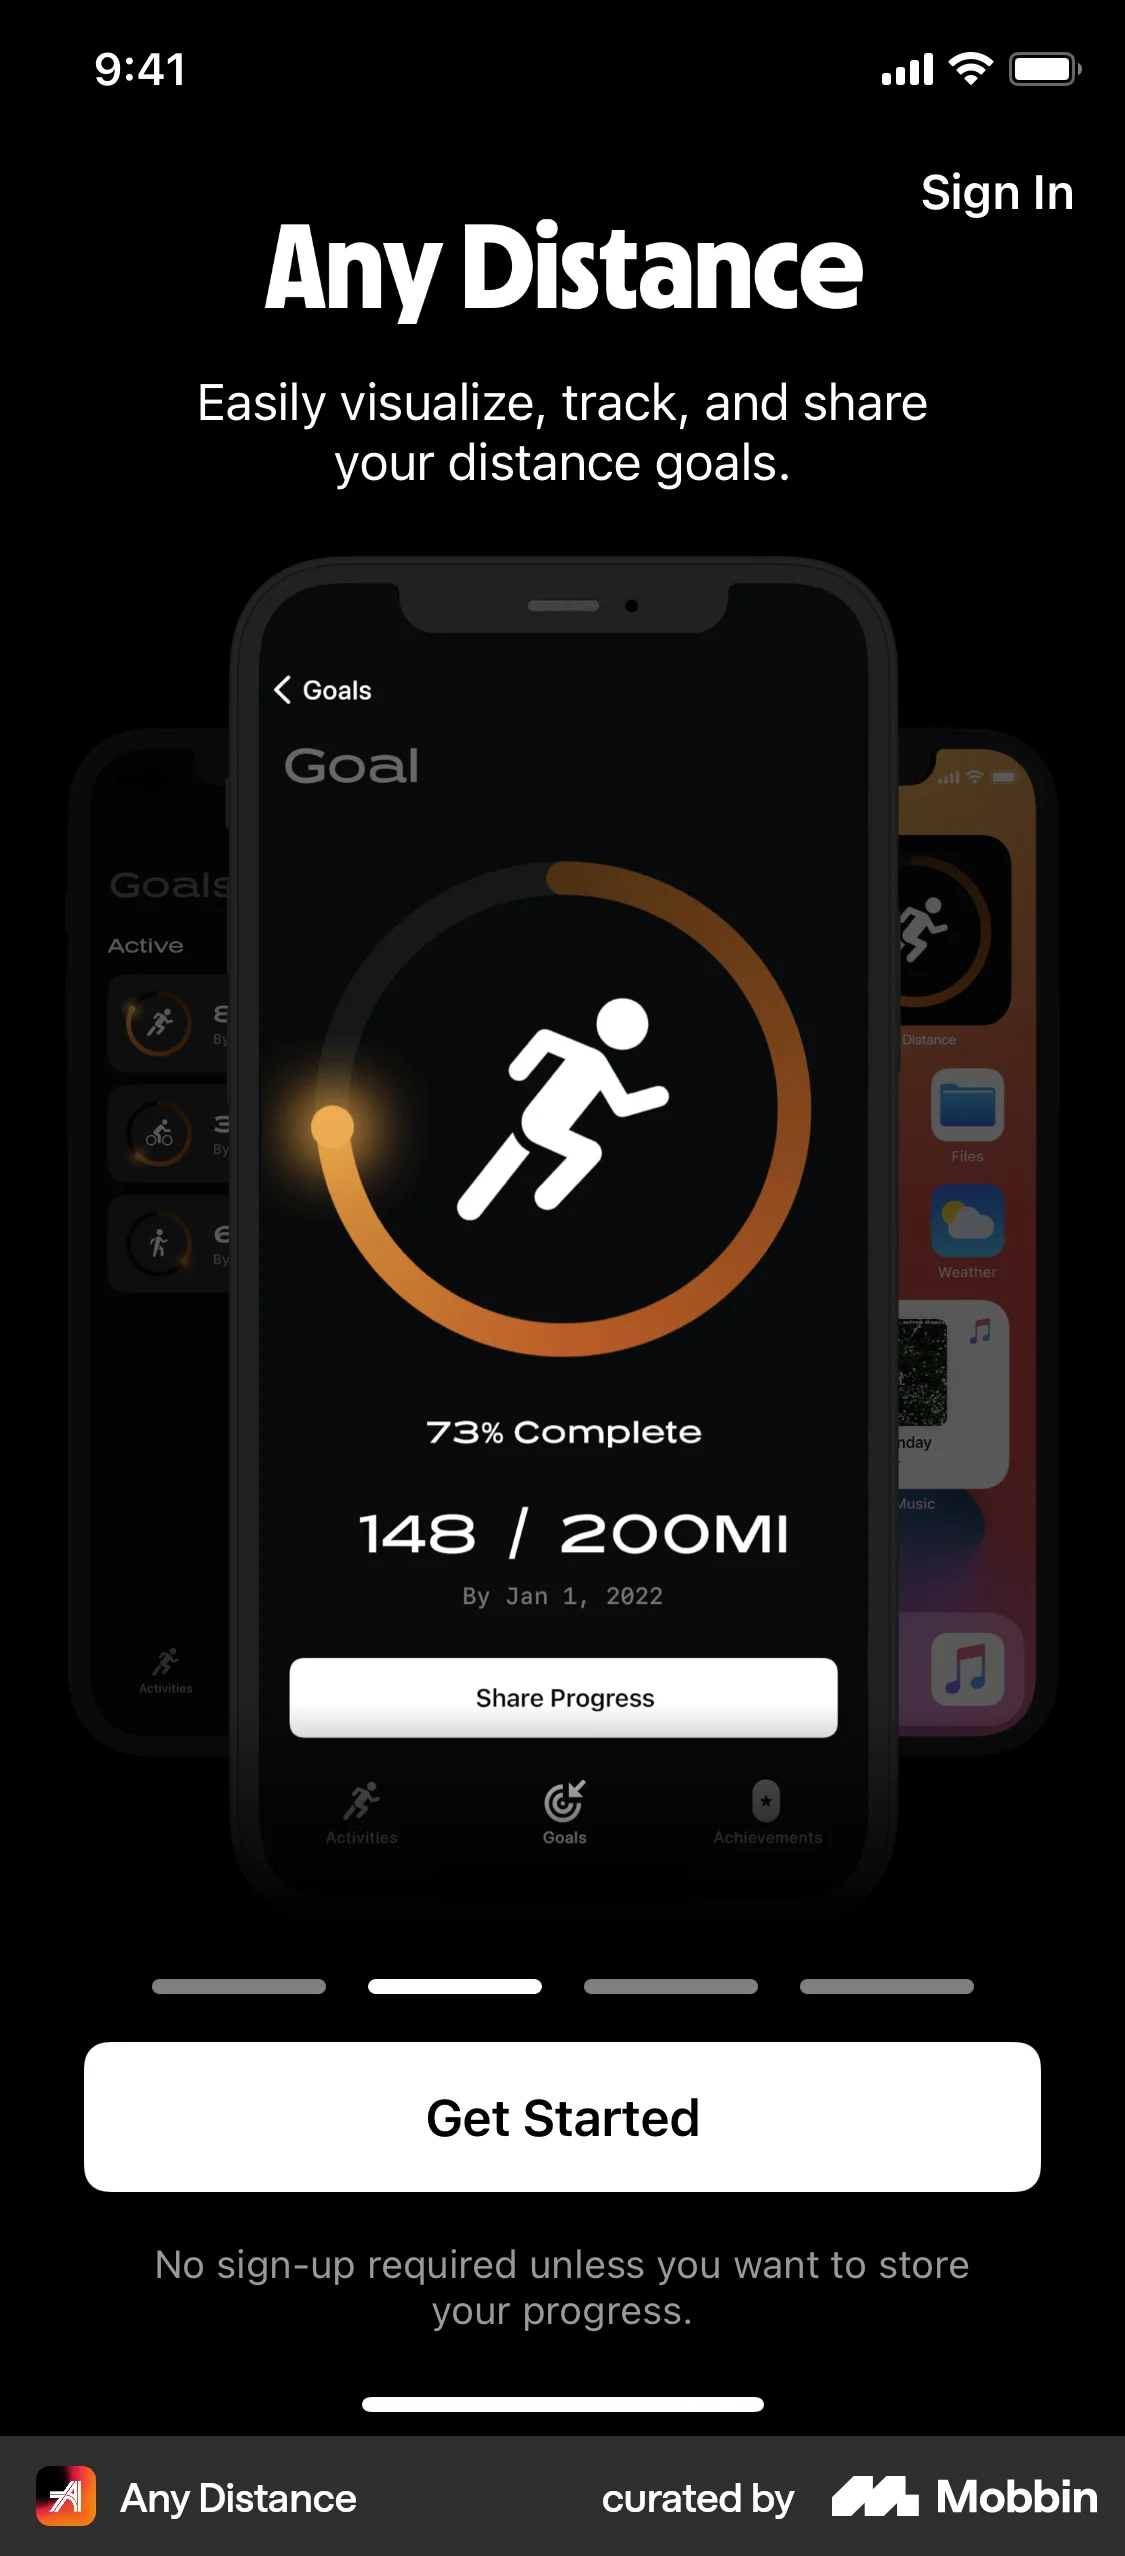 9:41
Sign In
Any Distance
Easily visualize, track, and share
your distance goals.
Goals
Goal
Goals
Active
8
By
3
By
6
By
Activities
73% Complete
148 / 200MI
By Jan 1, 2022
Share Progress
Activities
Goals
Achievements
Distance
Files
Weather
nday
Music
Get Started
No sign-up required unless you want to store
your progress.
Any Distance
curated by
Mobbin